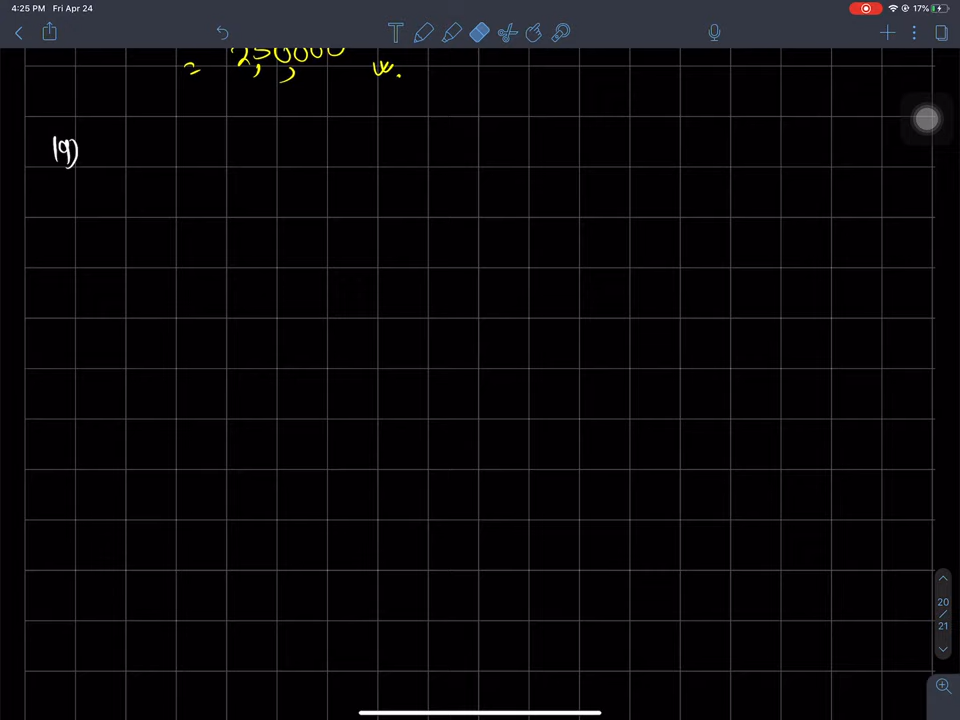 4:25 PM Fri Apr 24
17%
= 2,50,000 w.
19)
20
/
21